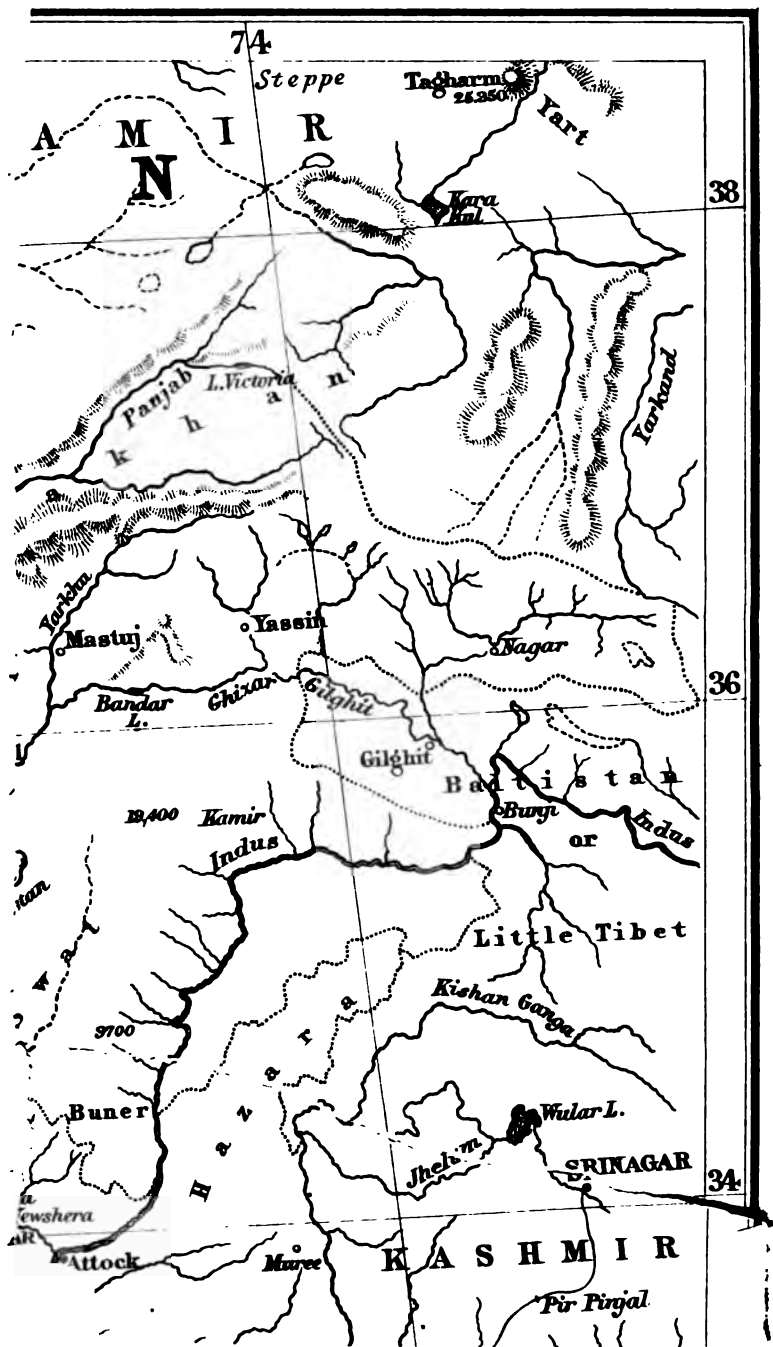 74
Steppe
Tagharm
25.350
Yart
A M I R
N
Kara
Kul
38
Panjab
L. Victoria
k h a n
Yarkand
a
Yarkhu
Mastuj
Yassin
Nagar
36
Bandar
L.
Ghizar
Gilghit
Gilghit
Baltistan
Bunji
or
Indus
19,400
Kamir
Indus
Little Tibet
Kishan Ganga
9700
Hazara
Buner
Wular L.
Jhelum
SRINAGAR
34
ewshera
Attock
Muree
KASHMIR
Pir Pinjal